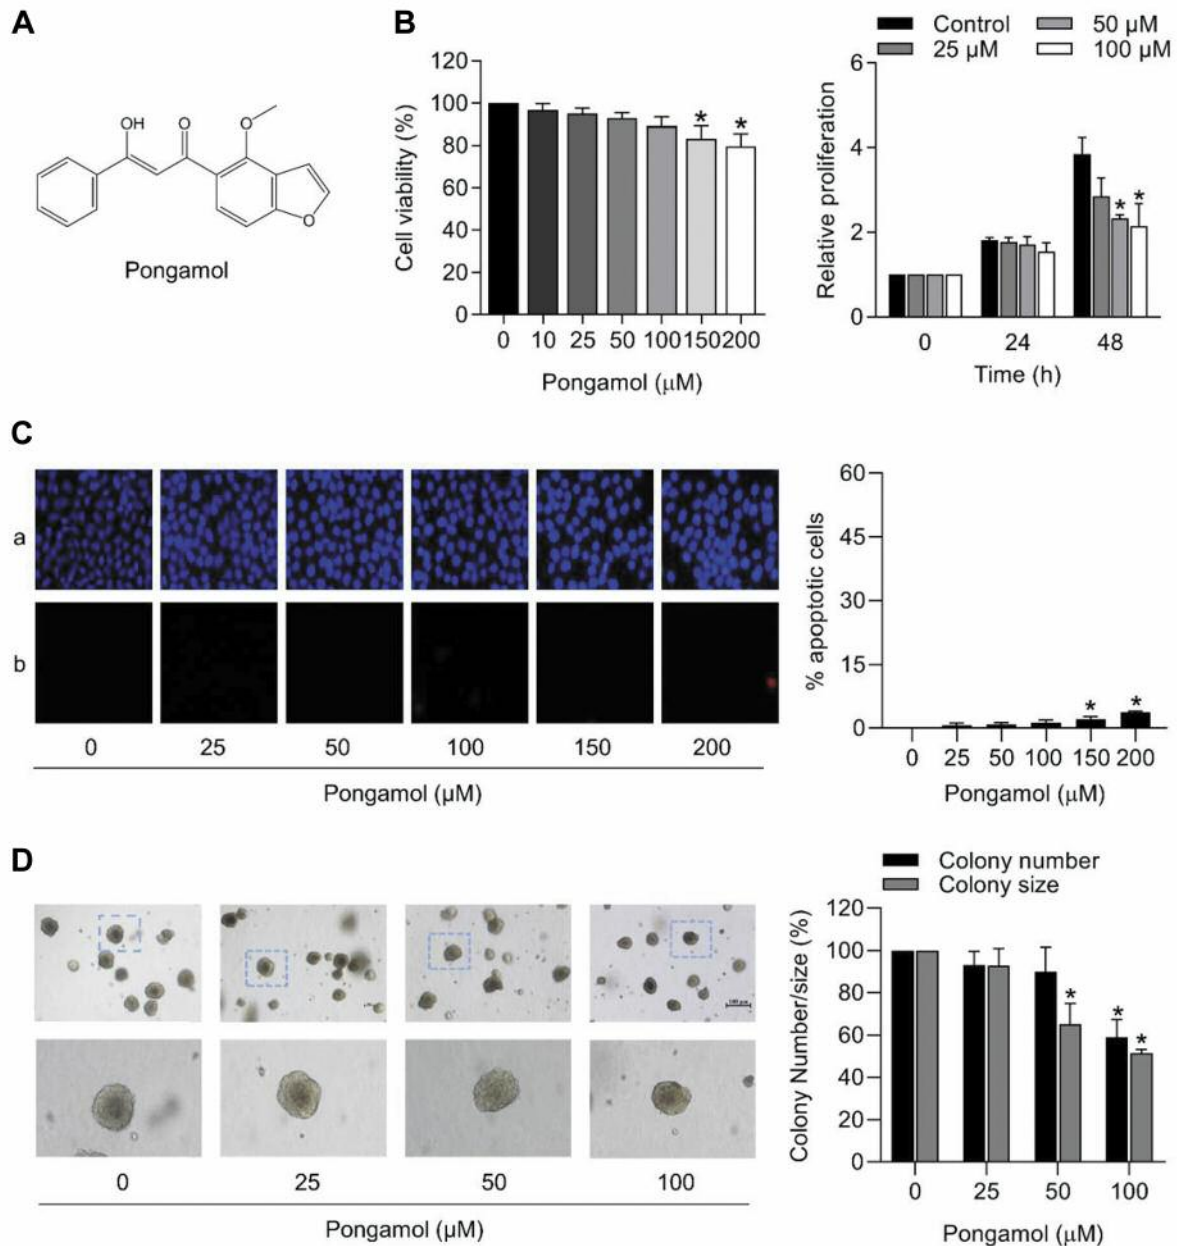 A
OH
O
O
O
Pongamol
B
120
100
80
60
40
20
0
Cell viability (%)
* *
0 10 25 50 100 150 200
Pongamol (μM)
Control 50 μM
25 μM 100 μM
6
4
2
0
Relative proliferation
* *
0 24 48
Time (h)
C
a
b
0 25 50 100 150 200
Pongamol (μM)
60
45
30
15
0
% apoptotic cells
* *
0 25 50 100 150 200
Pongamol (μM)
D
0 25 50 100
Pongamol (μM)
Colony number
Colony size
120
100
80
60
40
20
0
Colony Number/size (%)
* * *
0 25 50 100
Pongamol (μM)